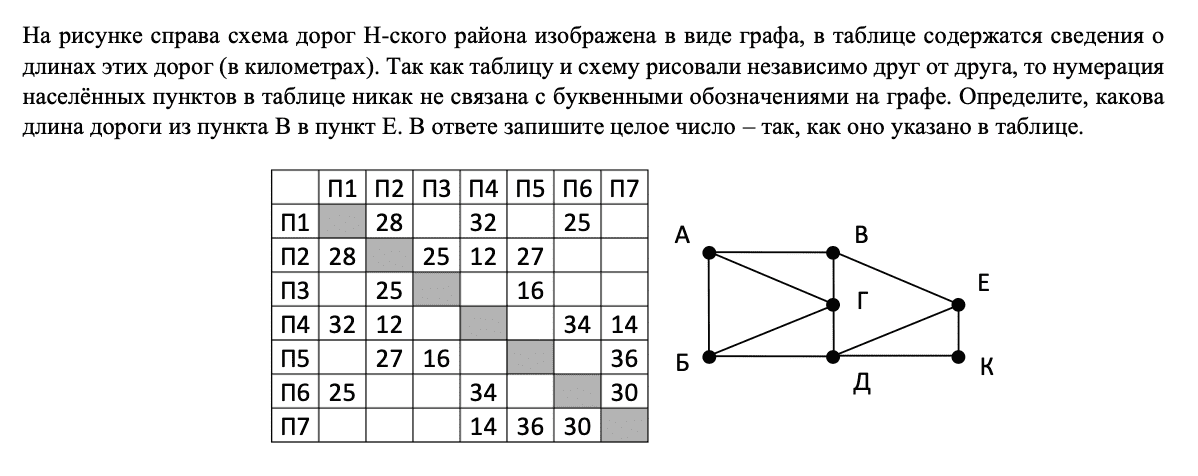 На рисунке справа схема дорог Н-ского района изображена в виде графа, в таблице содержатся сведения о
длинах этих дорог (в километрах). Так как таблицу и схему рисовали независимо друг от друга, то нумерация
населённых пунктов в таблице никак не связана с буквенными обозначениями на графе. Определите, какова
длина дороги из пункта В в пункт Е. В ответе запишите целое число – так, как оно указано в таблице.
П1 П2 П3 П4 П5 П6 П7
П1 28 32 25
П2 28 25 12 27
П3 25 16
П4 32 12 34 14
П5 27 16 36
П6 25 34 30
П7 14 36 30
А В
Е
Г
Б Д К